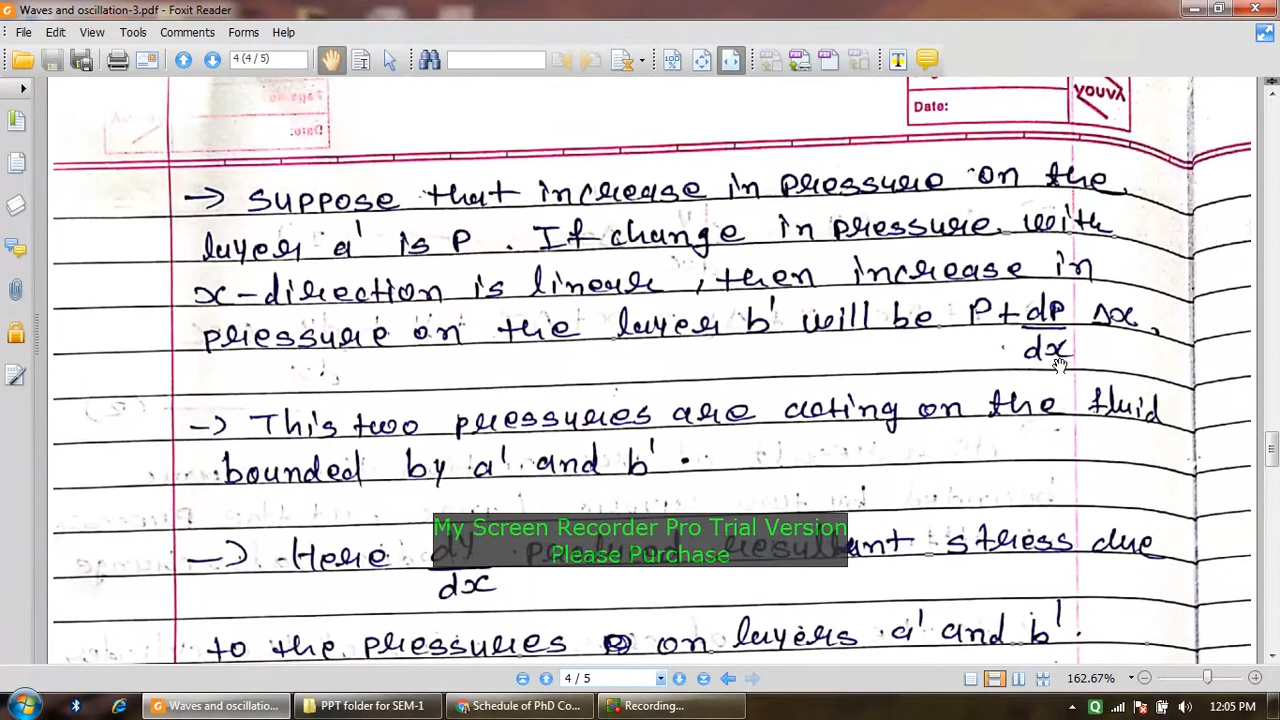 Waves and oscillation-3.pdf - Foxit Reader
File Edit View Tools Comments Forms Help
4 (4 / 5)
Date:
YOUVA
→ Suppose that increase in pressure on the
layer a' is P. If change in pressure with
x-direction is linear, then increase in
pressure on the layer b' will be P + dP/dx Δx.
→ This two pressures are acting on the fluid
bounded by a' and b'.
My Screen Recorder Pro Trial Version
Please Purchase
→ Here dy/dx resultant stress due
to the pressures on layers a' and b'.
4 / 5
162.67%
Waves and oscillatio...
PPT folder for SEM-1
Schedule of PhD Co...
Recording...
12:05 PM